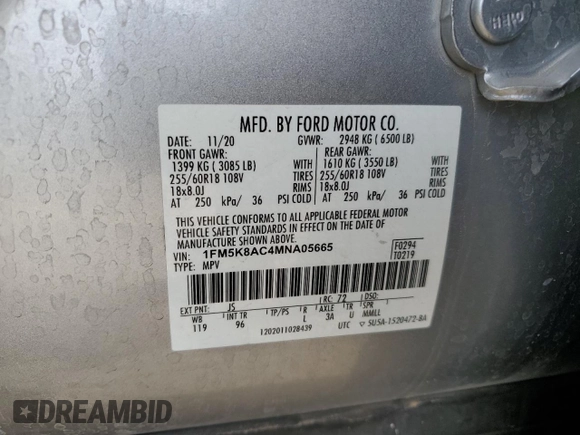 MFD. BY FORD MOTOR CO.
DATE: 11/20 GVWR: 2948 KG ( 6500 LB)
FRONT GAWR: REAR GAWR:
1399 KG ( 3085 LB) WITH 1610 KG ( 3550 LB) WITH
255/60R18 108V TIRES 255/60R18 108V TIRES
18x8.0J RIMS 18x8.0J RIMS
AT 250 kPa/ 36 PSI COLD AT 250 kPa/ 36 PSI COLD
THIS VEHICLE CONFORMS TO ALL APPLICABLE FEDERAL MOTOR
VEHICLE SAFETY STANDARDS IN EFFECT ON THE DATE OF
MANUFACTURE SHOWN ABOVE.
VIN: 1FM5K8AC4MNA05665 F0294
TYPE: MPV T0219
EXT PNT: JS RC: 72 DSO:
WB INT TR TP/PS R AXLE TR SPR
119 96 L 3A U MMLL
1202011028439 UTC ▽ 5U5A-1520472-BA
DREAMBID